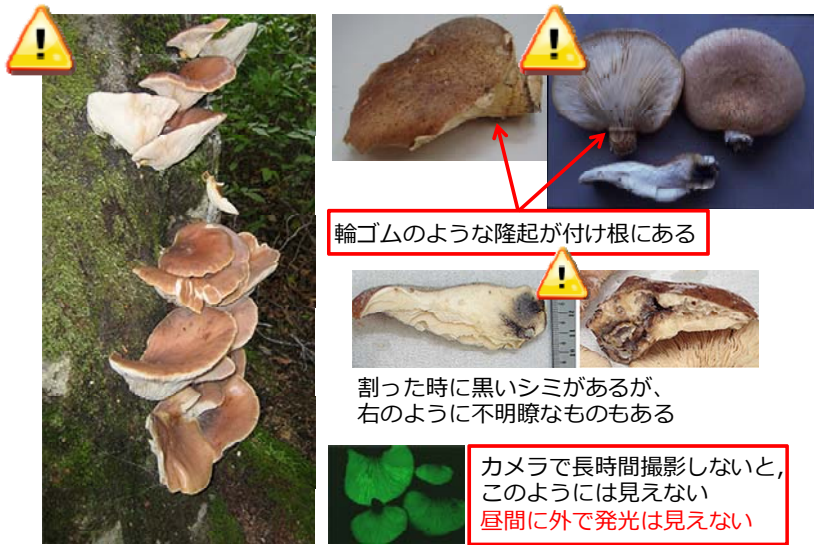 輪ゴムのような隆起が付け根にある
割った時に黒いシミがあるが、
右のように不明瞭なものもある
カメラで長時間撮影しないと,
このようには見えない
昼間に外で発光は見えない